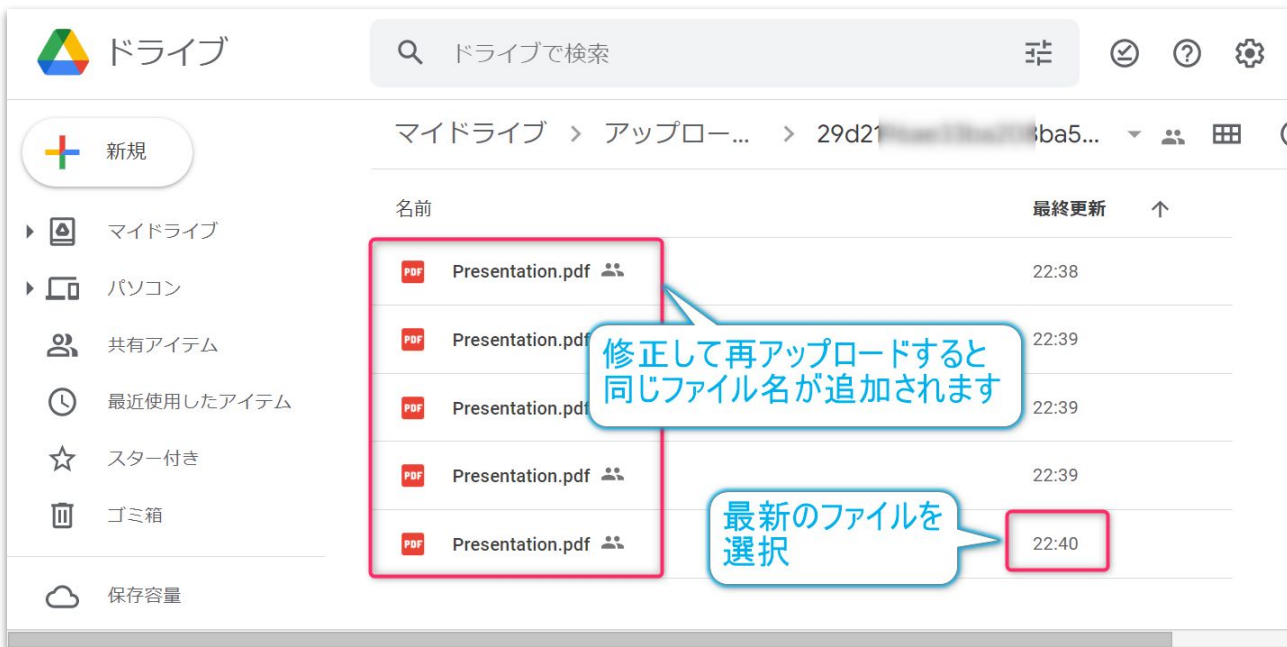 ドライブ
ドライブで検索
新規
マイドライブ > アップロー... > 29d21 ba5...
名前 最終更新
マイドライブ
パソコン
共有アイテム
最近使用したアイテム
スター付き
ゴミ箱
保存容量
PDF Presentation.pdf 22:38
PDF Presentation.pdf 22:39
PDF Presentation.pdf 22:39
PDF Presentation.pdf 22:39
PDF Presentation.pdf 22:40
修正して再アップロードすると
同じファイル名が追加されます
最新のファイルを
選択